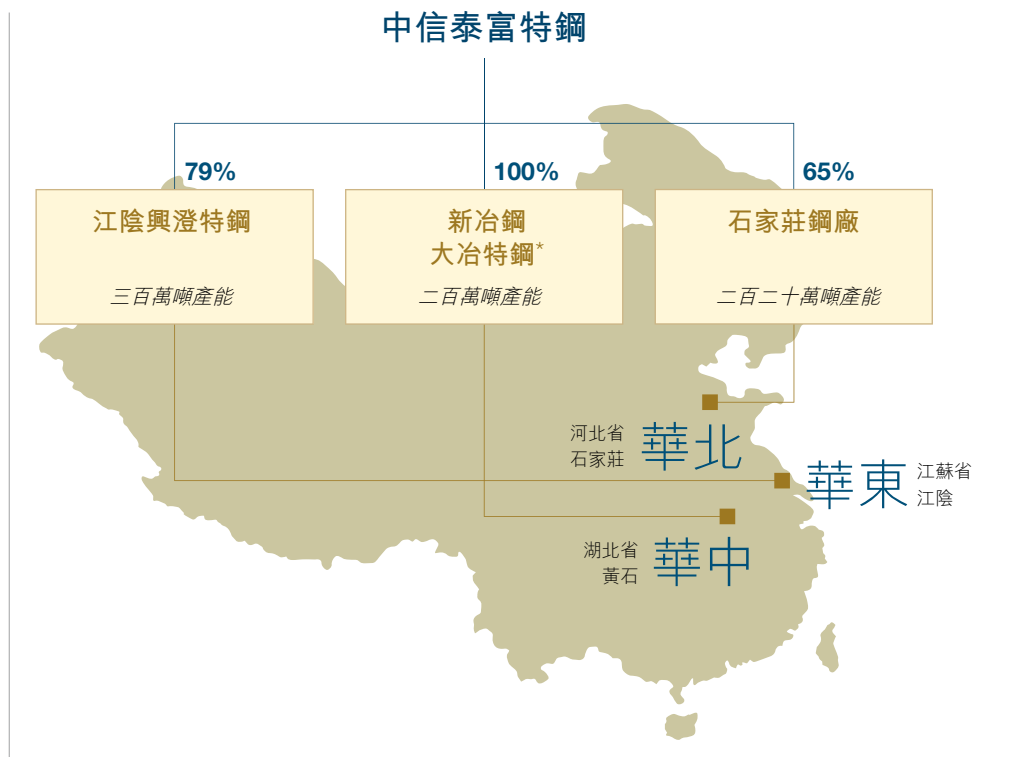 中信泰富特鋼
79%
江陰興澄特鋼
三百萬噸產能
100%
新冶鋼
大冶特鋼*
二百萬噸產能
65%
石家莊鋼廠
二百二十萬噸產能
河北省
石家莊
華北
華東
江蘇省
江陰
湖北省
黃石
華中